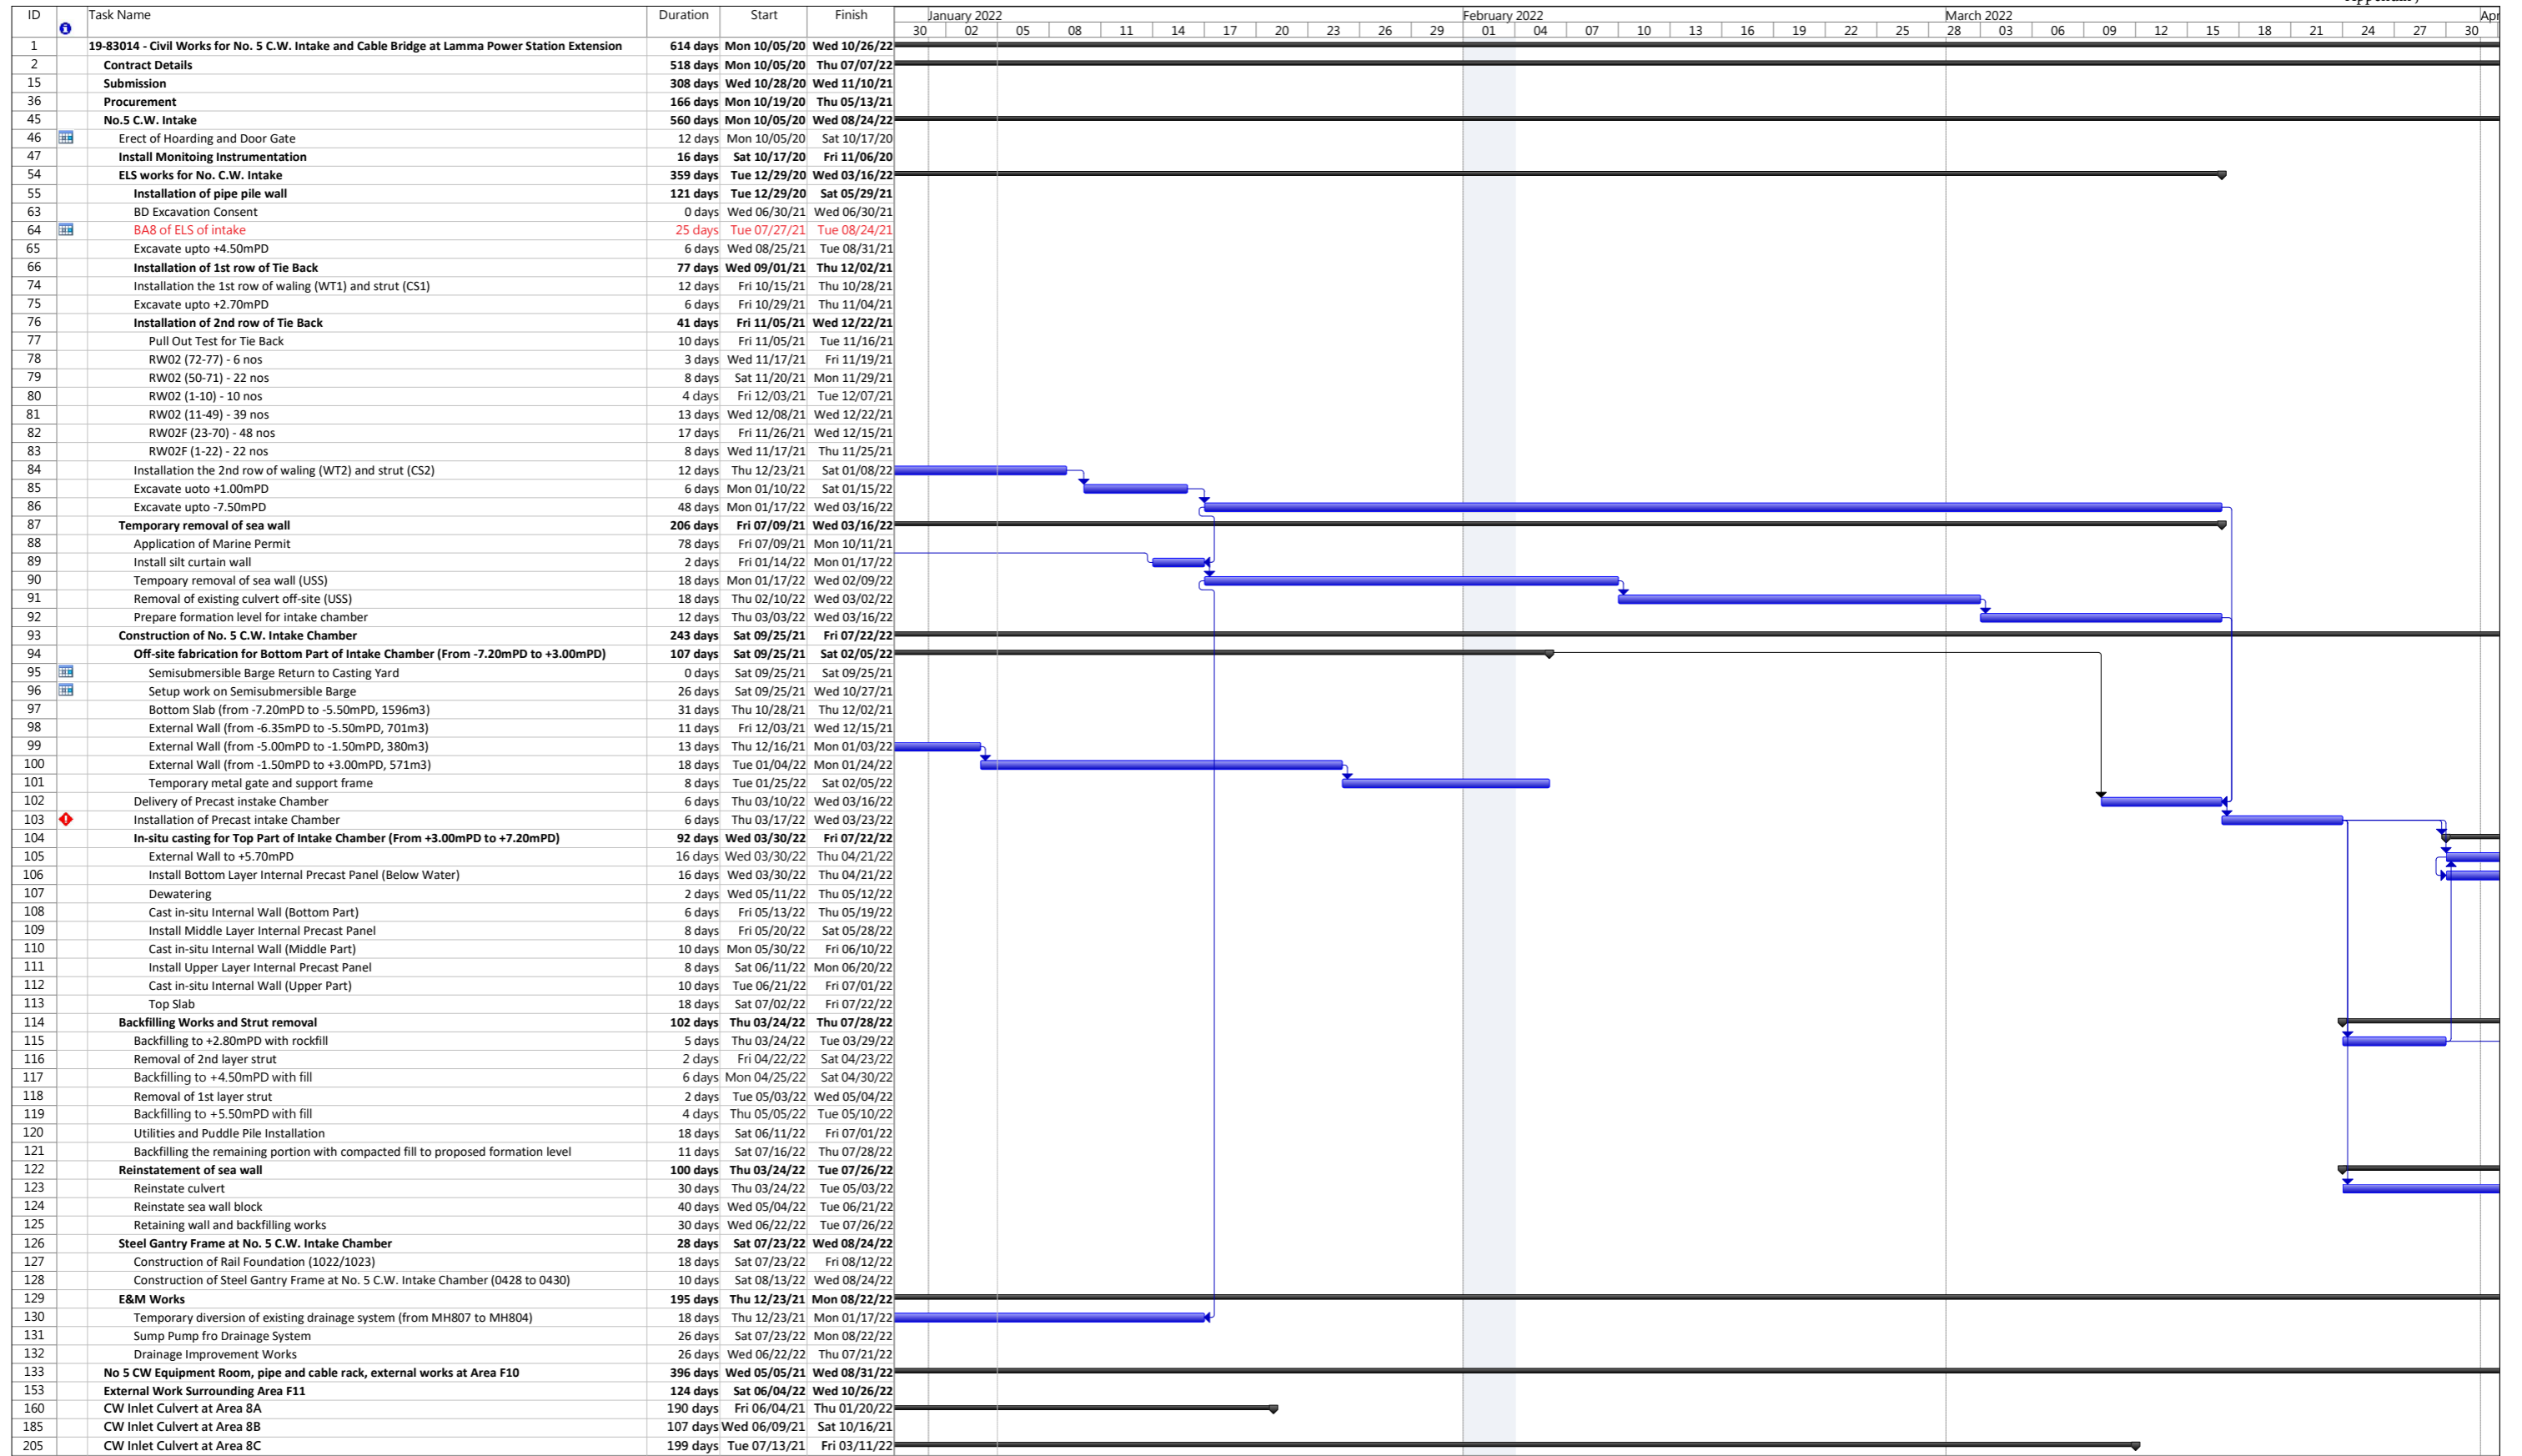 ID Task Name Duration Start Finish January 2022 February 2022 March 2022 Apr
30 02 05 08 11 14 17 20 23 26 29 01 04 07 10 13 16 19 22 25 28 03 06 09 12 15 18 21 24 27 30
1 19-83014 - Civil Works for No. 5 C.W. Intake and Cable Bridge at Lamma Power Station Extension 614 days Mon 10/05/20 Wed 10/26/22
2 Contract Details 518 days Mon 10/05/20 Thu 07/07/22
15 Submission 308 days Wed 10/28/20 Wed 11/10/21
36 Procurement 166 days Mon 10/19/20 Thu 05/13/21
45 No.5 C.W. Intake 560 days Mon 10/05/20 Wed 08/24/22
46 Erect of Hoarding and Door Gate 12 days Mon 10/05/20 Sat 10/17/20
47 Install Monitoing Instrumentation 16 days Sat 10/17/20 Fri 11/06/20
54 ELS works for No. C.W. Intake 359 days Tue 12/29/20 Wed 03/16/22
55 Installation of pipe pile wall 121 days Tue 12/29/20 Sat 05/29/21
63 BD Excavation Consent 0 days Wed 06/30/21 Wed 06/30/21
64 BA8 of ELS of intake 25 days Tue 07/27/21 Tue 08/24/21
65 Excavate upto +4.50mPD 6 days Wed 08/25/21 Tue 08/31/21
66 Installation of 1st row of Tie Back 77 days Wed 09/01/21 Thu 12/02/21
74 Installation the 1st row of waling (WT1) and strut (CS1) 12 days Fri 10/15/21 Thu 10/28/21
75 Excavate upto +2.70mPD 6 days Fri 10/29/21 Thu 11/04/21
76 Installation of 2nd row of Tie Back 41 days Fri 11/05/21 Wed 12/22/21
77 Pull Out Test for Tie Back 10 days Fri 11/05/21 Tue 11/16/21
78 RW02 (72-77) - 6 nos 3 days Wed 11/17/21 Fri 11/19/21
79 RW02 (50-71) - 22 nos 8 days Sat 11/20/21 Mon 11/29/21
80 RW02 (1-10) - 10 nos 4 days Fri 12/03/21 Tue 12/07/21
81 RW02 (11-49) - 39 nos 13 days Wed 12/08/21 Wed 12/22/21
82 RW02F (23-70) - 48 nos 17 days Fri 11/26/21 Wed 12/15/21
83 RW02F (1-22) - 22 nos 8 days Wed 11/17/21 Thu 11/25/21
84 Installation the 2nd row of waling (WT2) and strut (CS2) 12 days Thu 12/23/21 Sat 01/08/22
85 Excavate uoto +1.00mPD 6 days Mon 01/10/22 Sat 01/15/22
86 Excavate upto -7.50mPD 48 days Mon 01/17/22 Wed 03/16/22
87 Temporary removal of sea wall 206 days Fri 07/09/21 Wed 03/16/22
88 Application of Marine Permit 78 days Fri 07/09/21 Mon 10/11/21
89 Install silt curtain wall 2 days Fri 01/14/22 Mon 01/17/22
90 Tempoary removal of sea wall (USS) 18 days Mon 01/17/22 Wed 02/09/22
91 Removal of existing culvert off-site (USS) 18 days Thu 02/10/22 Wed 03/02/22
92 Prepare formation level for intake chamber 12 days Thu 03/03/22 Wed 03/16/22
93 Construction of No. 5 C.W. Intake Chamber 243 days Sat 09/25/21 Fri 07/22/22
94 Off-site fabrication for Bottom Part of Intake Chamber (From -7.20mPD to +3.00mPD) 107 days Sat 09/25/21 Sat 02/05/22
95 Semisubmersible Barge Return to Casting Yard 0 days Sat 09/25/21 Sat 09/25/21
96 Setup work on Semisubmersible Barge 26 days Sat 09/25/21 Wed 10/27/21
97 Bottom Slab (from -7.20mPD to -5.50mPD, 1596m3) 31 days Thu 10/28/21 Thu 12/02/21
98 External Wall (from -6.35mPD to -5.50mPD, 701m3) 11 days Fri 12/03/21 Wed 12/15/21
99 External Wall (from -5.00mPD to -1.50mPD, 380m3) 13 days Thu 12/16/21 Mon 01/03/22
100 External Wall (from -1.50mPD to +3.00mPD, 571m3) 18 days Tue 01/04/22 Mon 01/24/22
101 Temporary metal gate and support frame 8 days Tue 01/25/22 Sat 02/05/22
102 Delivery of Precast instake Chamber 6 days Thu 03/10/22 Wed 03/16/22
103 Installation of Precast intake Chamber 6 days Thu 03/17/22 Wed 03/23/22
104 In-situ casting for Top Part of Intake Chamber (From +3.00mPD to +7.20mPD) 92 days Wed 03/30/22 Fri 07/22/22
105 External Wall to +5.70mPD 16 days Wed 03/30/22 Thu 04/21/22
106 Install Bottom Layer Internal Precast Panel (Below Water) 16 days Wed 03/30/22 Thu 04/21/22
107 Dewatering 2 days Wed 05/11/22 Thu 05/12/22
108 Cast in-situ Internal Wall (Bottom Part) 6 days Fri 05/13/22 Thu 05/19/22
109 Install Middle Layer Internal Precast Panel 8 days Fri 05/20/22 Sat 05/28/22
110 Cast in-situ Internal Wall (Middle Part) 10 days Mon 05/30/22 Fri 06/10/22
111 Install Upper Layer Internal Precast Panel 8 days Sat 06/11/22 Mon 06/20/22
112 Cast in-situ Internal Wall (Upper Part) 10 days Tue 06/21/22 Fri 07/01/22
113 Top Slab 18 days Sat 07/02/22 Fri 07/22/22
114 Backfilling Works and Strut removal 102 days Thu 03/24/22 Thu 07/28/22
115 Backfilling to +2.80mPD with rockfill 5 days Thu 03/24/22 Tue 03/29/22
116 Removal of 2nd layer strut 2 days Fri 04/22/22 Sat 04/23/22
117 Backfilling to +4.50mPD with fill 6 days Mon 04/25/22 Sat 04/30/22
118 Removal of 1st layer strut 2 days Tue 05/03/22 Wed 05/04/22
119 Backfilling to +5.50mPD with fill 4 days Thu 05/05/22 Tue 05/10/22
120 Utilities and Puddle Pile Installation 18 days Sat 06/11/22 Fri 07/01/22
121 Backfilling the remaining portion with compacted fill to proposed formation level 11 days Sat 07/16/22 Thu 07/28/22
122 Reinstatement of sea wall 100 days Thu 03/24/22 Tue 07/26/22
123 Reinstate culvert 30 days Thu 03/24/22 Tue 05/03/22
124 Reinstate sea wall block 40 days Wed 05/04/22 Tue 06/21/22
125 Retaining wall and backfilling works 30 days Wed 06/22/22 Tue 07/26/22
126 Steel Gantry Frame at No. 5 C.W. Intake Chamber 28 days Sat 07/23/22 Wed 08/24/22
127 Construction of Rail Foundation (1022/1023) 18 days Sat 07/23/22 Fri 08/12/22
128 Construction of Steel Gantry Frame at No. 5 C.W. Intake Chamber (0428 to 0430) 10 days Sat 08/13/22 Wed 08/24/22
129 E&M Works 195 days Thu 12/23/21 Mon 08/22/22
130 Temporary diversion of existing drainage system (from MH807 to MH804) 18 days Thu 12/23/21 Mon 01/17/22
131 Sump Pump fro Drainage System 26 days Sat 07/23/22 Mon 08/22/22
132 Drainage Improvement Works 26 days Wed 06/22/22 Thu 07/21/22
133 No 5 CW Equipment Room, pipe and cable rack, external works at Area F10 396 days Wed 05/05/21 Wed 08/31/22
153 External Work Surrounding Area F11 124 days Sat 06/04/22 Wed 10/26/22
160 CW Inlet Culvert at Area 8A 190 days Fri 06/04/21 Thu 01/20/22
185 CW Inlet Culvert at Area 8B 107 days Wed 06/09/21 Sat 10/16/21
205 CW Inlet Culvert at Area 8C 199 days Tue 07/13/21 Fri 03/11/22